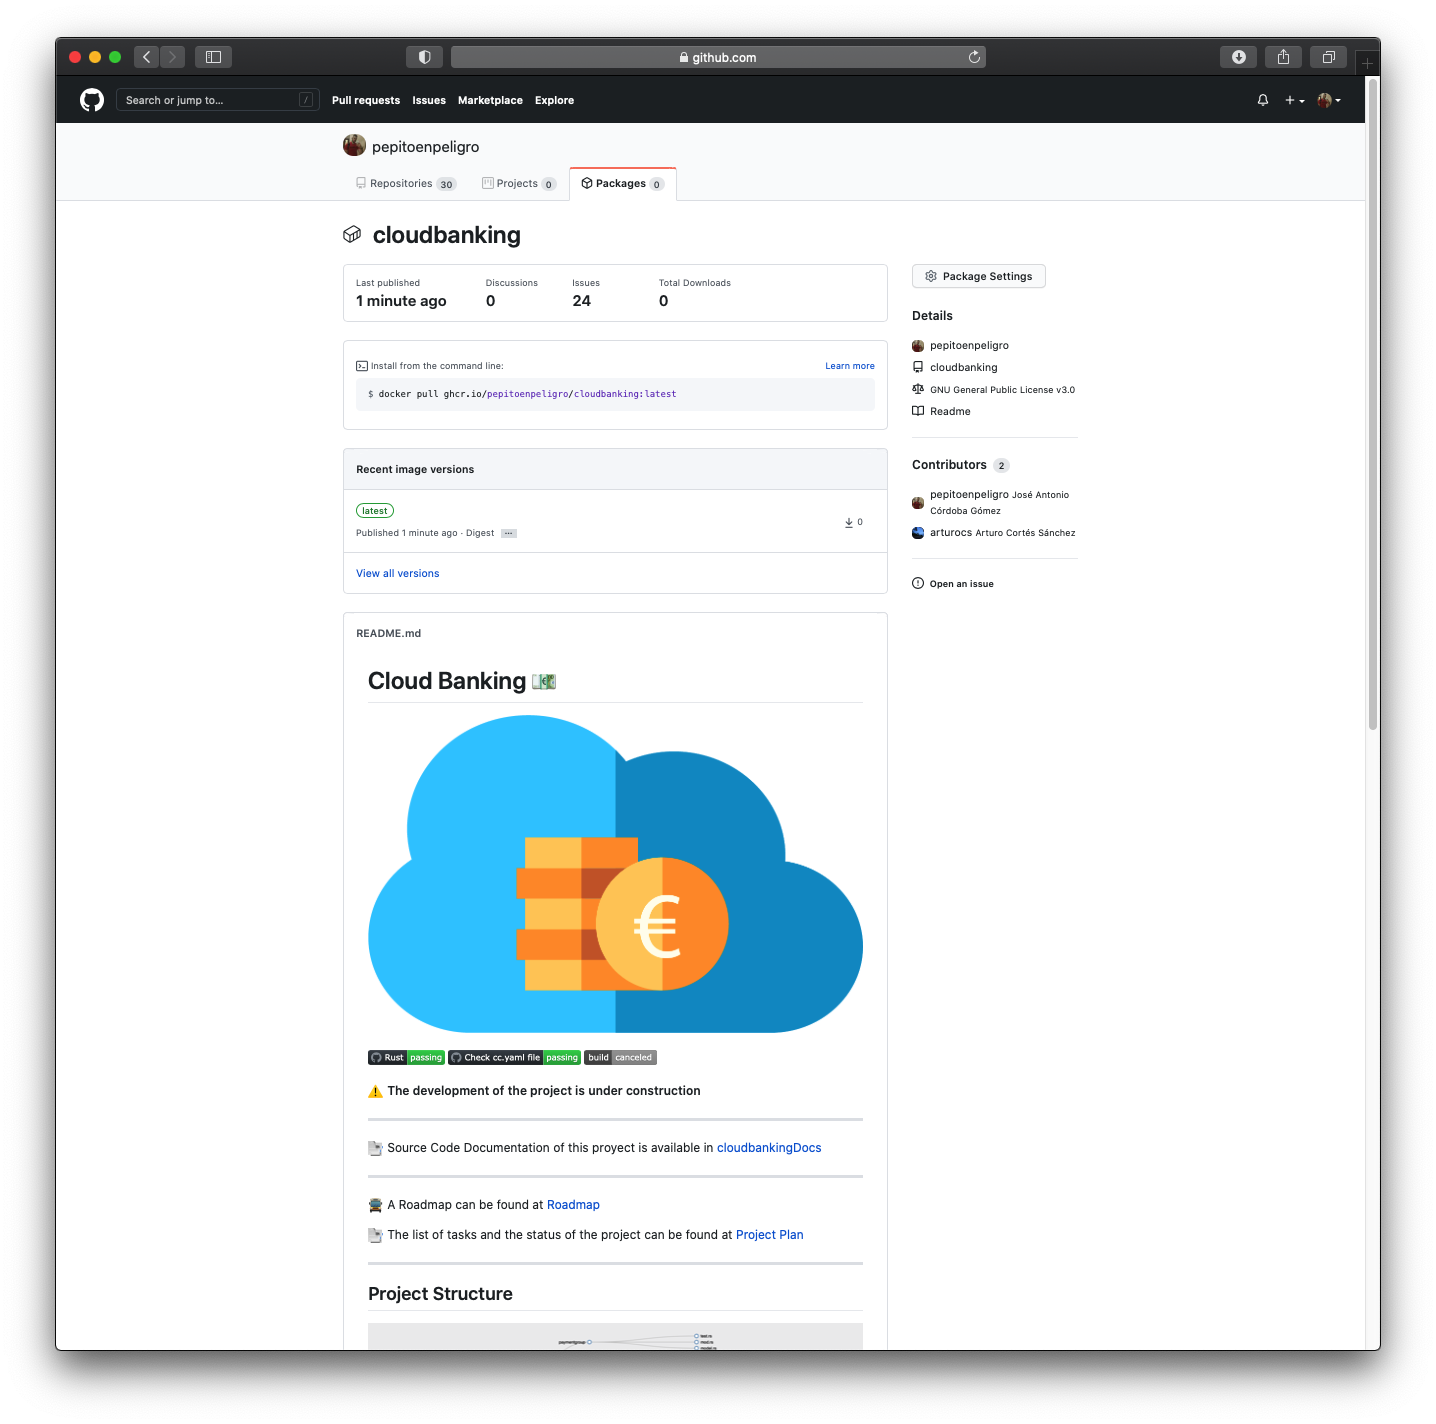 github.com
Search or jump to... /
Pull requests Issues Marketplace Explore
pepitoenpeligro
Repositories 30 Projects 0 Packages 0
cloudbanking
Last published Discussions Issues Total Downloads
1 minute ago 0 24 0
Package Settings
Install from the command line: Learn more
$ docker pull ghcr.io/pepitoenpeligro/cloudbanking:latest
Recent image versions
latest
Published 1 minute ago · Digest ···
0
View all versions
Details
pepitoenpeligro
cloudbanking
GNU General Public License v3.0
Readme
Contributors 2
pepitoenpeligro José Antonio
Córdoba Gómez
arturocs Arturo Cortés Sánchez
Open an issue
README.md
Cloud Banking
€
Rust passing Check cc.yaml file passing build canceled
The development of the project is under construction
Source Code Documentation of this proyect is available in cloudbankingDocs
A Roadmap can be found at Roadmap
The list of tasks and the status of the project can be found at Project Plan
Project Structure
paymentgroup
test.rs
mod.rs
model.rs